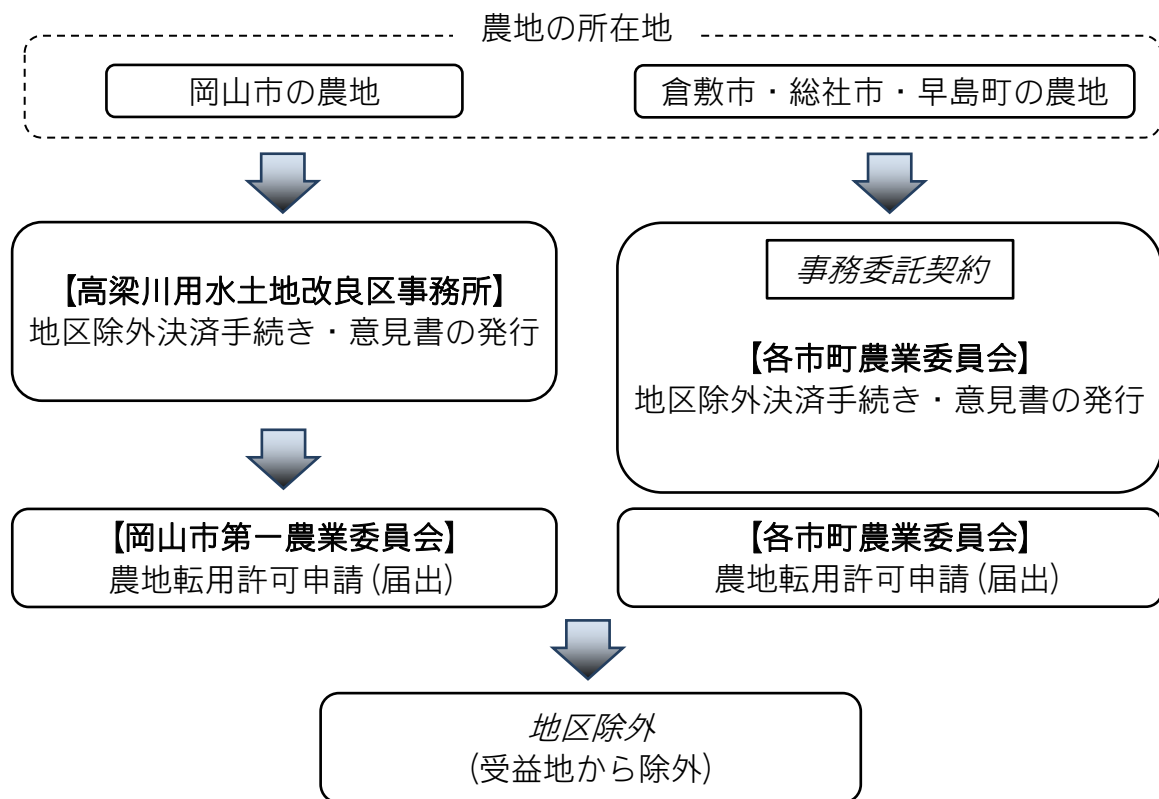 農地の所在地
岡山市の農地
倉敷市・総社市・早島町の農地
【高梁川用水土地改良区事務所】
地区除外決済手続き・意見書の発行
事務委託契約
【各市町農業委員会】
地区除外決済手続き・意見書の発行
【岡山市第一農業委員会】
農地転用許可申請(届出)
【各市町農業委員会】
農地転用許可申請(届出)
地区除外
(受益地から除外)